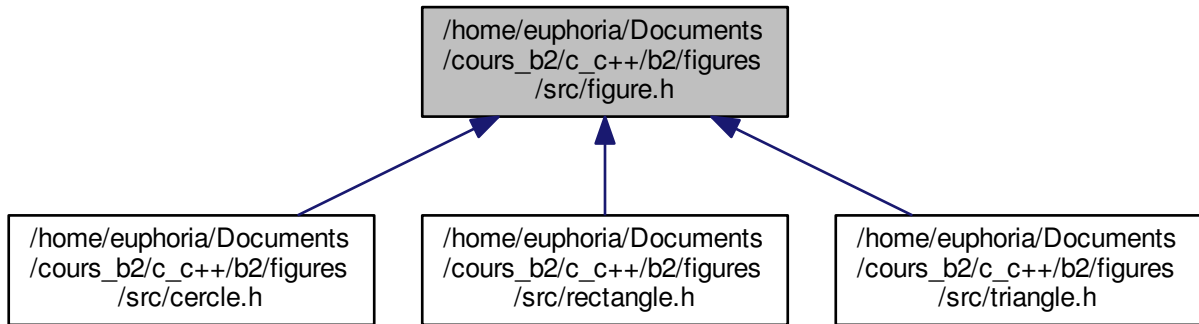 /home/euphoria/Documents
/cours_b2/c_c++/b2/figures
/src/figure.h
/home/euphoria/Documents
/cours_b2/c_c++/b2/figures
/src/cercle.h
/home/euphoria/Documents
/cours_b2/c_c++/b2/figures
/src/rectangle.h
/home/euphoria/Documents
/cours_b2/c_c++/b2/figures
/src/triangle.h